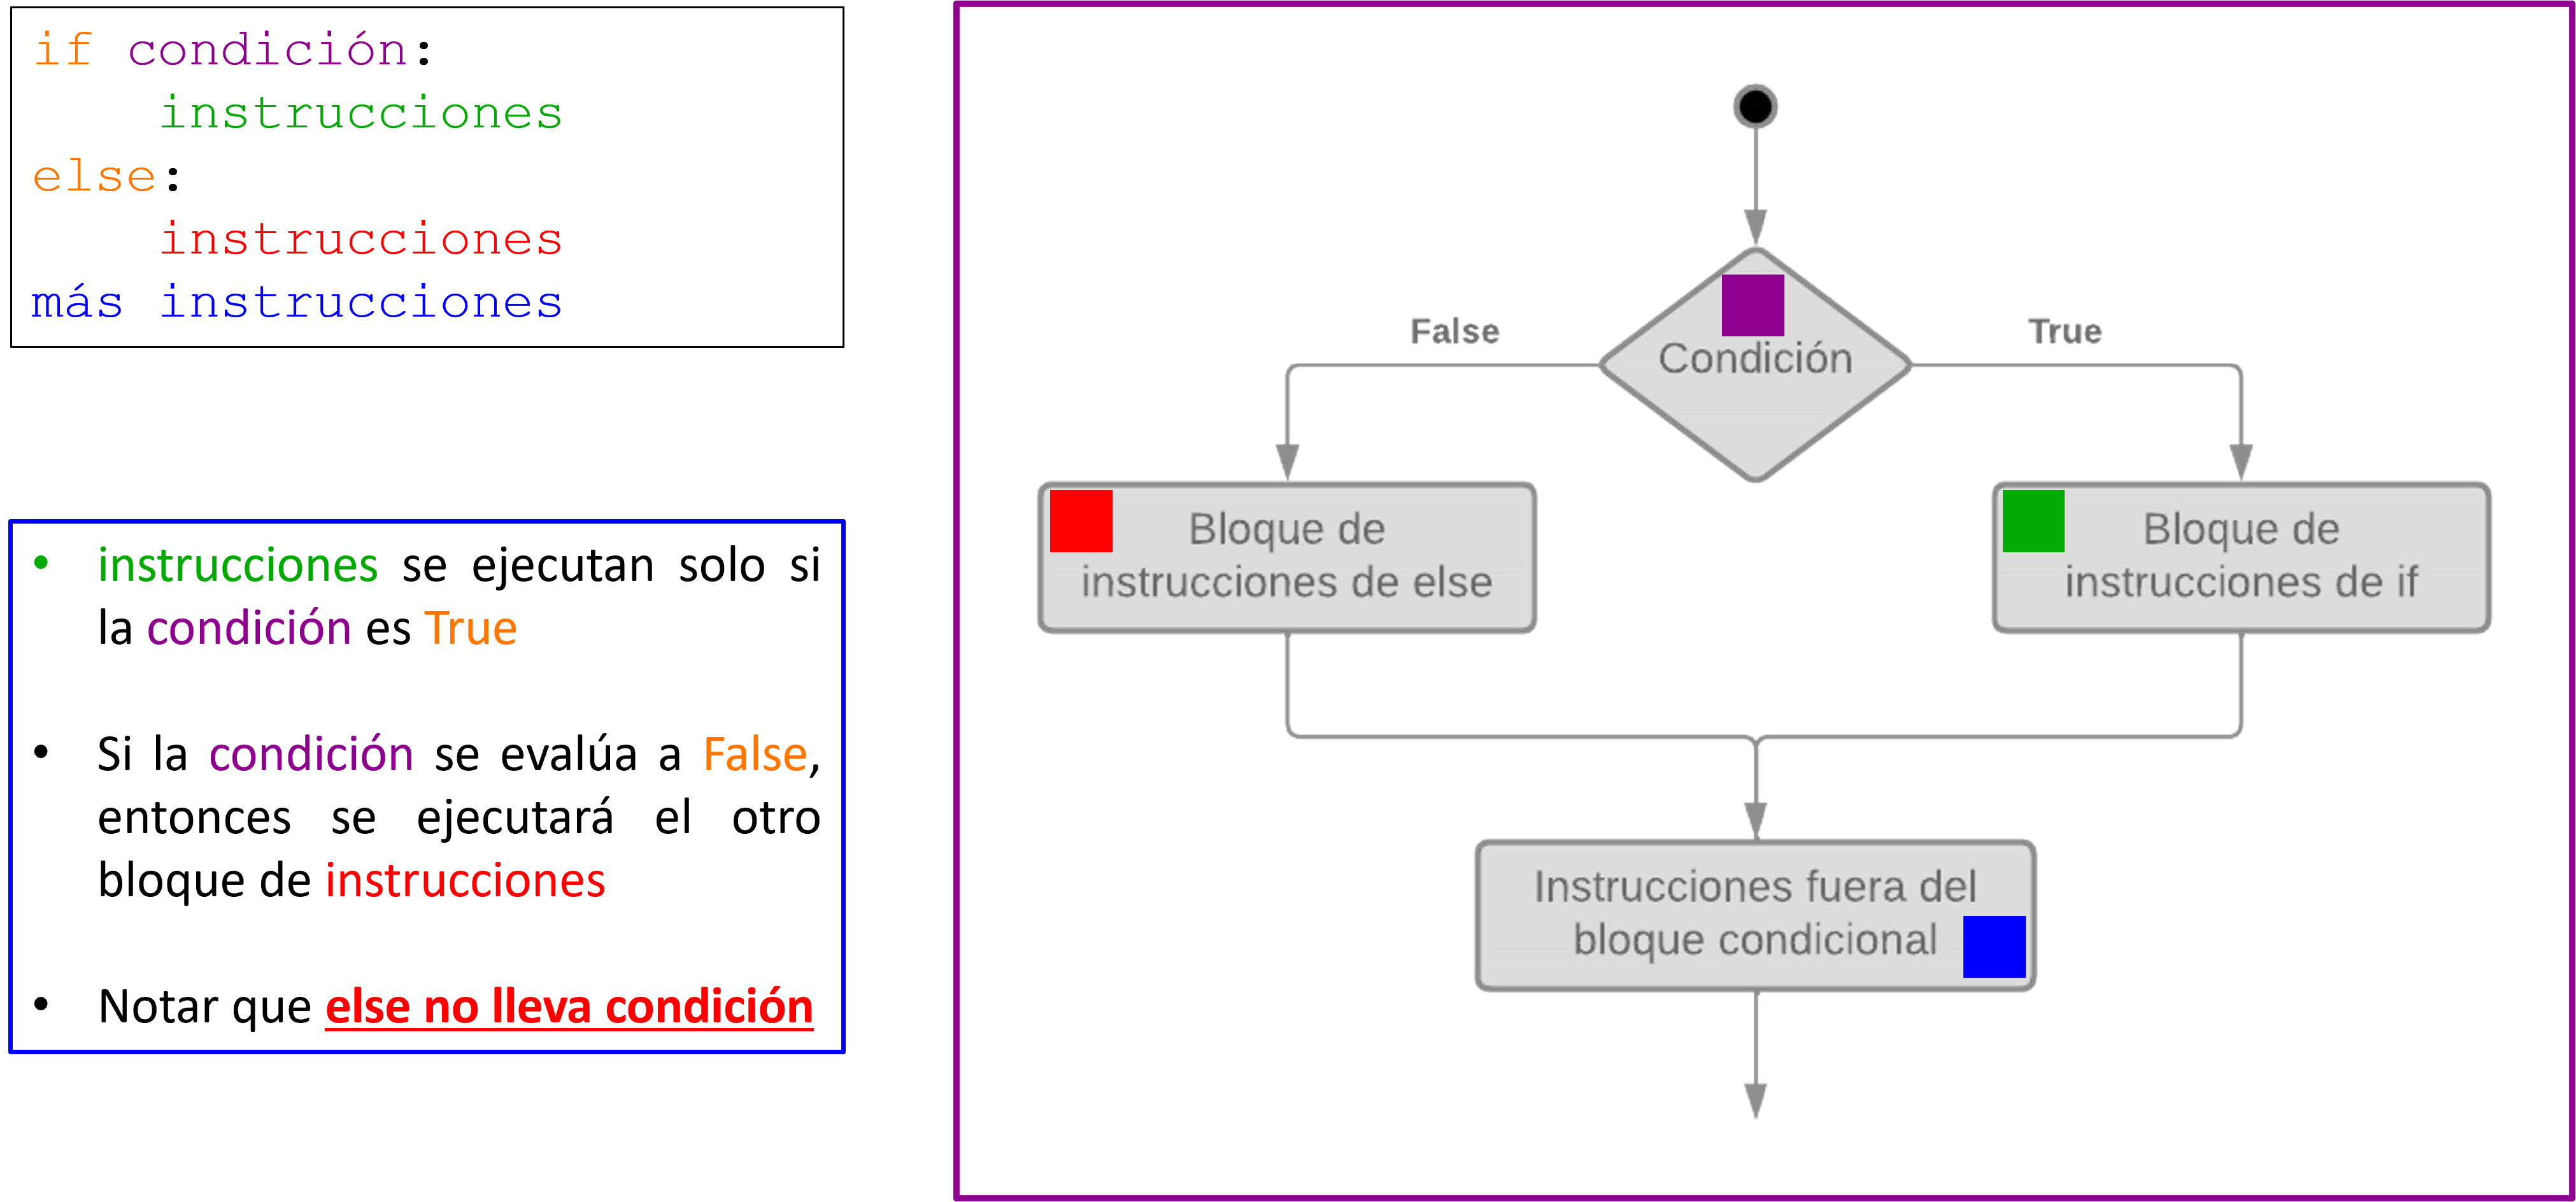 if condición:
    instrucciones
else:
    instrucciones
más instrucciones
• instrucciones se ejecutan solo si
la condición es True
• Si la condición se evalúa a False,
entonces se ejecutará el otro
bloque de instrucciones
• Notar que else no lleva condición
False
True
Condición
Bloque de
instrucciones de else
Bloque de
instrucciones de if
Instrucciones fuera del
bloque condicional